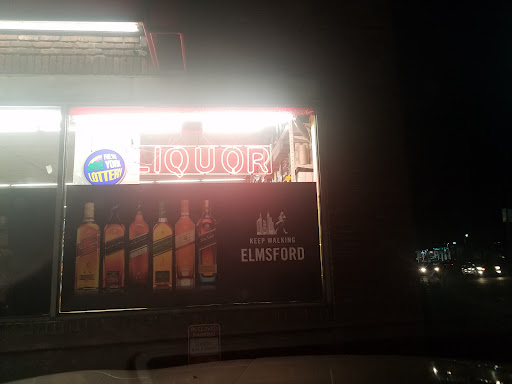 NEW
YORK
LOTTERY
LIQUOR
KEEP WALKING
ELMSFORD